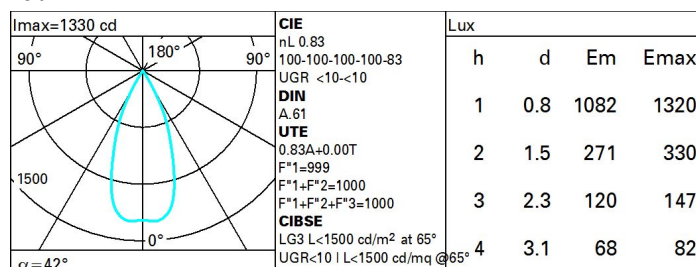 Imax=1330 cd
90°
180°
90°
1500
0°
α=42°
CIE
nL 0.83
100-100-100-100-83
UGR <10-<10
DIN
A.61
UTE
0.83A+0.00T
F"1=999
F"1+F"2=1000
F"1+F"2+F"3=1000
CIBSE
LG3 L<1500 cd/m² at 65°
UGR<10 | L<1500 cd/mq @65°
Lux
h d Em Emax
1 0.8 1082 1320
2 1.5 271 330
3 2.3 120 147
4 3.1 68 82